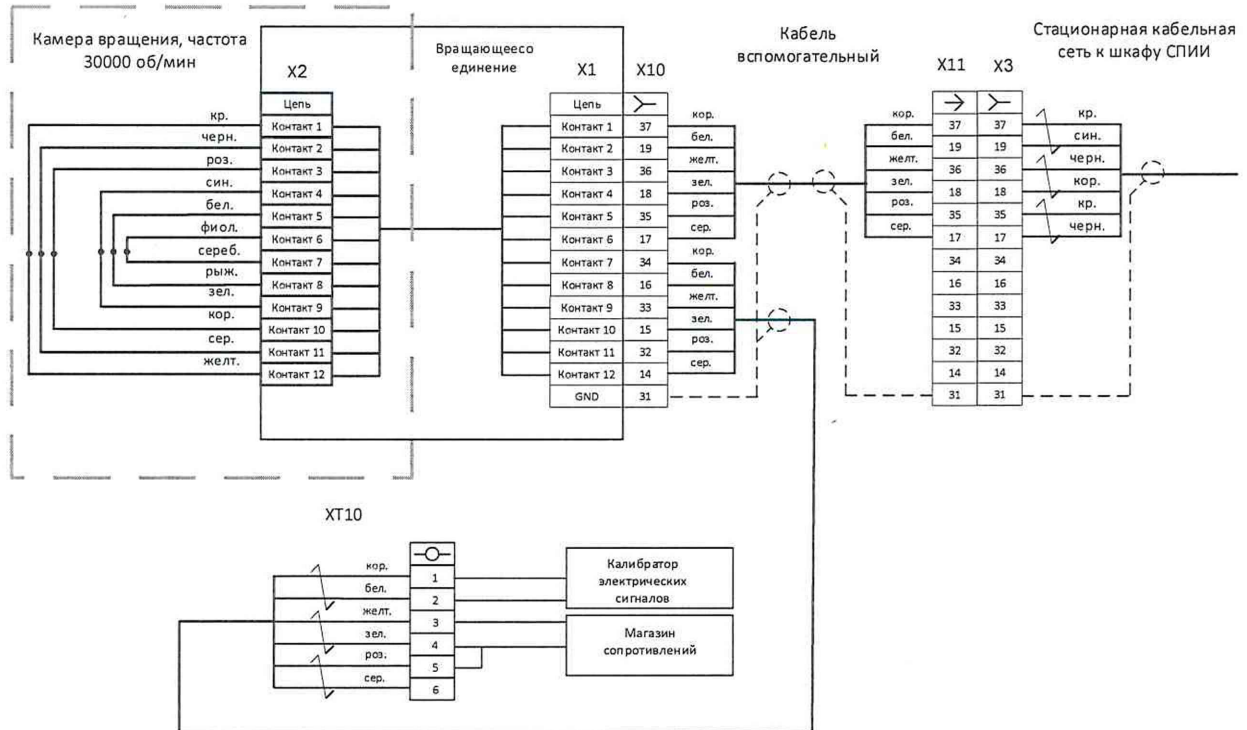 Камера вращения, частота
30000 об/мин
Вращающеесо
единение
Кабель
вспомогательный
Стационарная кабельная
сеть к шкафу СПИИ
X2
X1
X10
X11
X3
кр.
черн.
роз.
син.
бел.
фиол.
сереб.
рыж.
зел.
кор.
сер.
желт.
Цепь
Контакт 1
Контакт 2
Контакт 3
Контакт 4
Контакт 5
Контакт 6
Контакт 7
Контакт 8
Контакт 9
Контакт 10
Контакт 11
Контакт 12
Цепь
Контакт 1 37
Контакт 2 19
Контакт 3 36
Контакт 4 18
Контакт 5 35
Контакт 6 17
Контакт 7 34
Контакт 8 16
Контакт 9 33
Контакт 10 15
Контакт 11 32
Контакт 12 14
GND 31
кор.
бел.
желт.
зел.
роз.
сер.
кор.
бел.
желт.
зел.
роз.
сер.
кор.
бел.
желт.
зел.
роз.
сер.
37 37
19 19
36 36
18 18
35 35
17 17
34 34
16 16
33 33
15 15
32 32
14 14
31 31
кр.
син.
черн.
кор.
кр.
черн.
XT10
кор.
бел.
желт.
зел.
роз.
сер.
1
2
3
4
5
6
Калибратор
электрических
сигналов
Магазин
сопротивлений